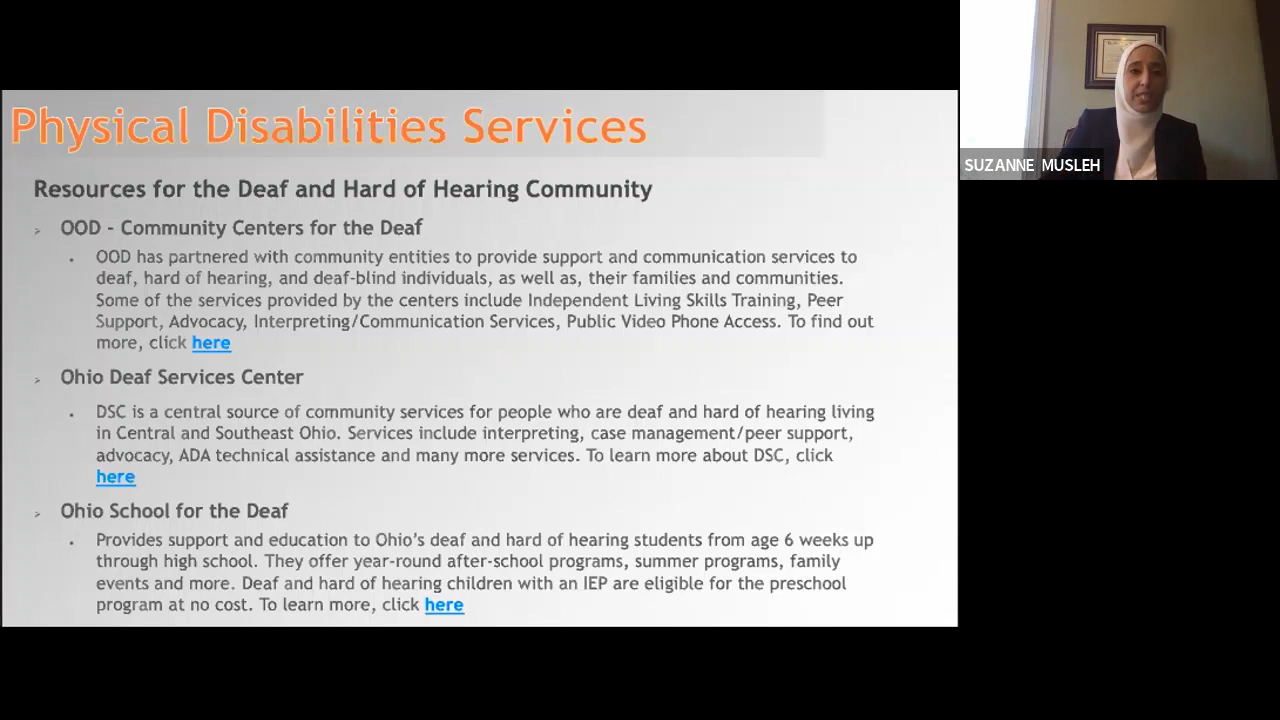 Physical Disabilities Services
Resources for the Deaf and Hard of Hearing Community
OOD - Community Centers for the Deaf
OOD has partnered with community entities to provide support and communication services to
deaf, hard of hearing, and deaf-blind individuals, as well as, their families and communities.
Some of the services provided by the centers include Independent Living Skills Training, Peer
Support, Advocacy, Interpreting/Communication Services, Public Video Phone Access. To find out
more, click here
Ohio Deaf Services Center
DSC is a central source of community services for people who are deaf and hard of hearing living
in Central and Southeast Ohio. Services include interpreting, case management/peer support,
advocacy, ADA technical assistance and many more services. To learn more about DSC, click
here
Ohio School for the Deaf
Provides support and education to Ohio's deaf and hard of hearing students from age 6 weeks up
through high school. They offer year-round after-school programs, summer programs, family
events and more. Deaf and hard of hearing children with an IEP are eligible for the preschool
program at no cost. To learn more, click here
SUZANNE MUSLEH